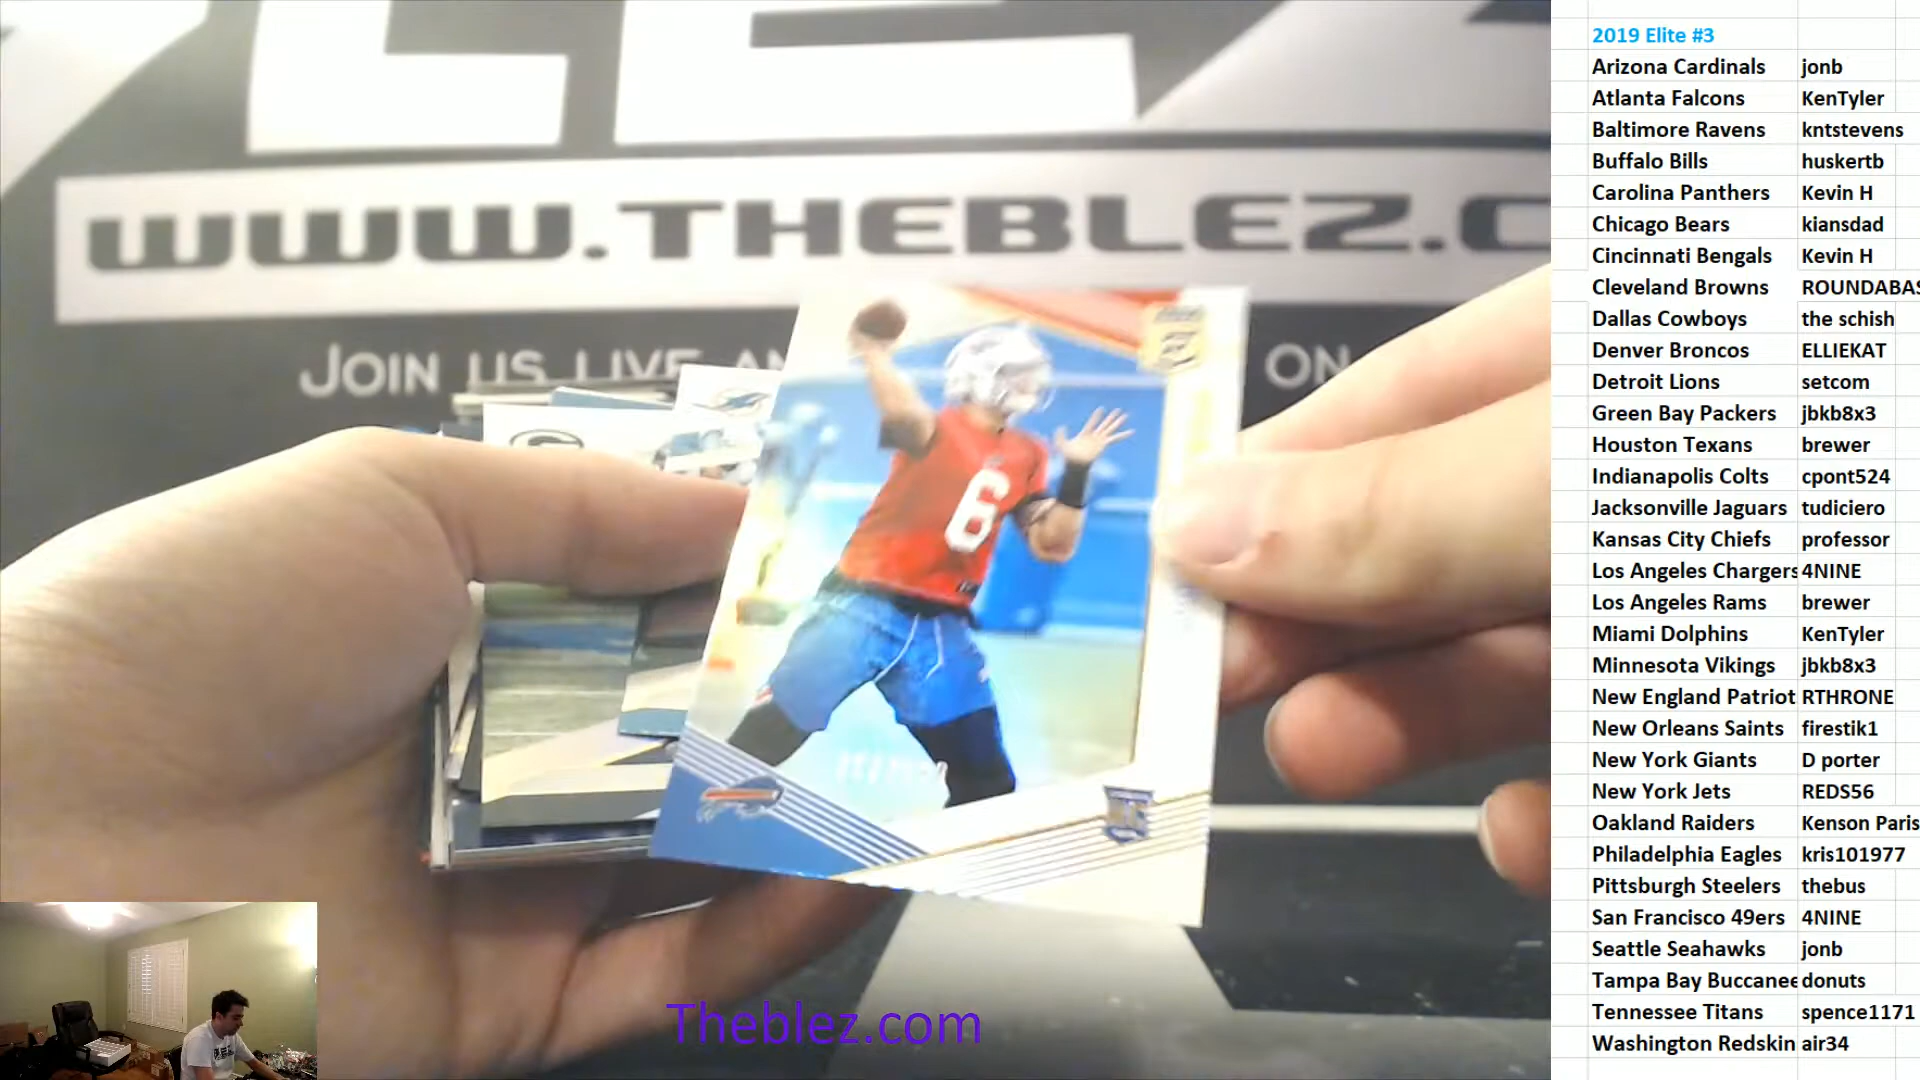 WWW.THEBLEZ.C
JOIN US LIVE AN
ON
6
Theblez.com
2019 Elite #3
Arizona Cardinals jonb
Atlanta Falcons KenTyler
Baltimore Ravens kntstevens
Buffalo Bills huskertb
Carolina Panthers Kevin H
Chicago Bears kiansdad
Cincinnati Bengals Kevin H
Cleveland Browns ROUNDABAS
Dallas Cowboys the schish
Denver Broncos ELLIEKAT
Detroit Lions setcom
Green Bay Packers jbkb8x3
Houston Texans brewer
Indianapolis Colts cpont524
Jacksonville Jaguars tudiciero
Kansas City Chiefs professor
Los Angeles Chargers 4NINE
Los Angeles Rams brewer
Miami Dolphins KenTyler
Minnesota Vikings jbkb8x3
New England Patriot RTHRONE
New Orleans Saints firestik1
New York Giants D porter
New York Jets REDS56
Oakland Raiders Kenson Paris
Philadelphia Eagles kris101977
Pittsburgh Steelers thebus
San Francisco 49ers 4NINE
Seattle Seahawks jonb
Tampa Bay Buccanee donuts
Tennessee Titans spence1171
Washington Redskin air34